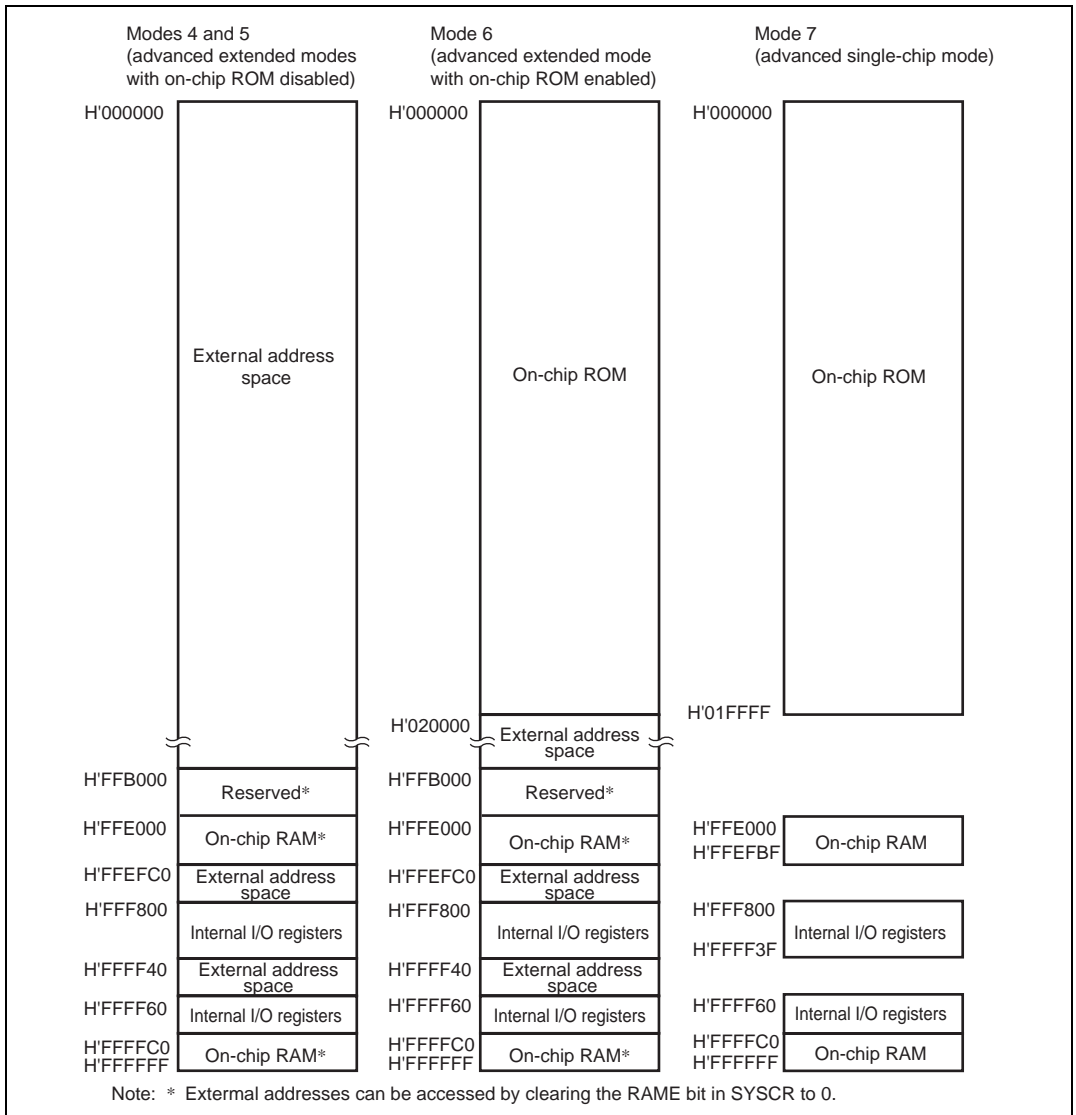 Modes 4 and 5
(advanced extended modes
with on-chip ROM disabled)
H'000000
External address
space
H'FFB000
Reserved*
H'FFE000
On-chip RAM*
H'FFEFC0
External address
space
H'FFF800
Internal I/O registers
H'FFFF40
External address
space
H'FFFF60
Internal I/O registers
H'FFFFC0
On-chip RAM*
H'FFFFFF
Mode 6
(advanced extended mode
with on-chip ROM enabled)
H'000000
On-chip ROM
H'020000
External address
space
H'FFB000
Reserved*
H'FFE000
On-chip RAM*
H'FFEFC0
External address
space
H'FFF800
Internal I/O registers
H'FFFF40
External address
space
H'FFFF60
Internal I/O registers
H'FFFFC0
On-chip RAM*
H'FFFFFF
Mode 7
(advanced single-chip mode)
H'000000
On-chip ROM
H'01FFFF
H'FFE000
On-chip RAM
H'FFEFBF
H'FFF800
Internal I/O registers
H'FFFF3F
H'FFFF60
Internal I/O registers
H'FFFFC0
On-chip RAM
H'FFFFFF
Note: * Extermal addresses can be accessed by clearing the RAME bit in SYSCR to 0.